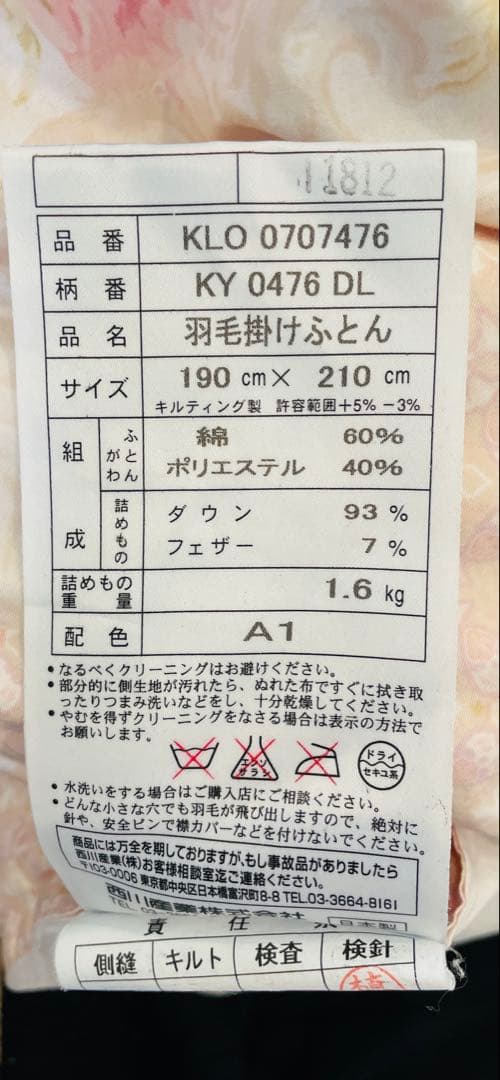 11812
品番 KLO 0707476
柄番 KY 0476 DL
品名 羽毛掛けふとん
サイズ 190 cm× 210 cm
キルティング製 許容範囲+5% -3%
組成 ふとんがわ 綿 60%
ポリエステル 40%
詰めもの ダウン 93 %
フェザー 7 %
詰めもの重量 1.6 kg
配色 A1
•なるべくクリーニングはお避けください。
•部分的に側生地が汚れたら、ぬれた布ですぐに拭き取
ったりつまみ洗いなどをし、十分乾燥してください。
•やむを得ずクリーニングをなさる場合は表示の方法で
お願いします。
エンソ
サラシ
ドライ
セキユ系
•水洗いをする場合はご購入店にご相談ください。
•どんな小さな穴でも羽毛が飛び出しますので、絶対に
針や、安全ピンで襟カバーなどを付けないでください。
商品には万全を期しておりますが、もし事故品がありましたら
西川産業(株)お客様相談室迄ご連絡ください。
〒103-0006 東京都中央区日本橋富沢町8-8 TEL.03-3664-8161
西川産業株式会社
日本製
責任
側縫 キルト 検査 検針